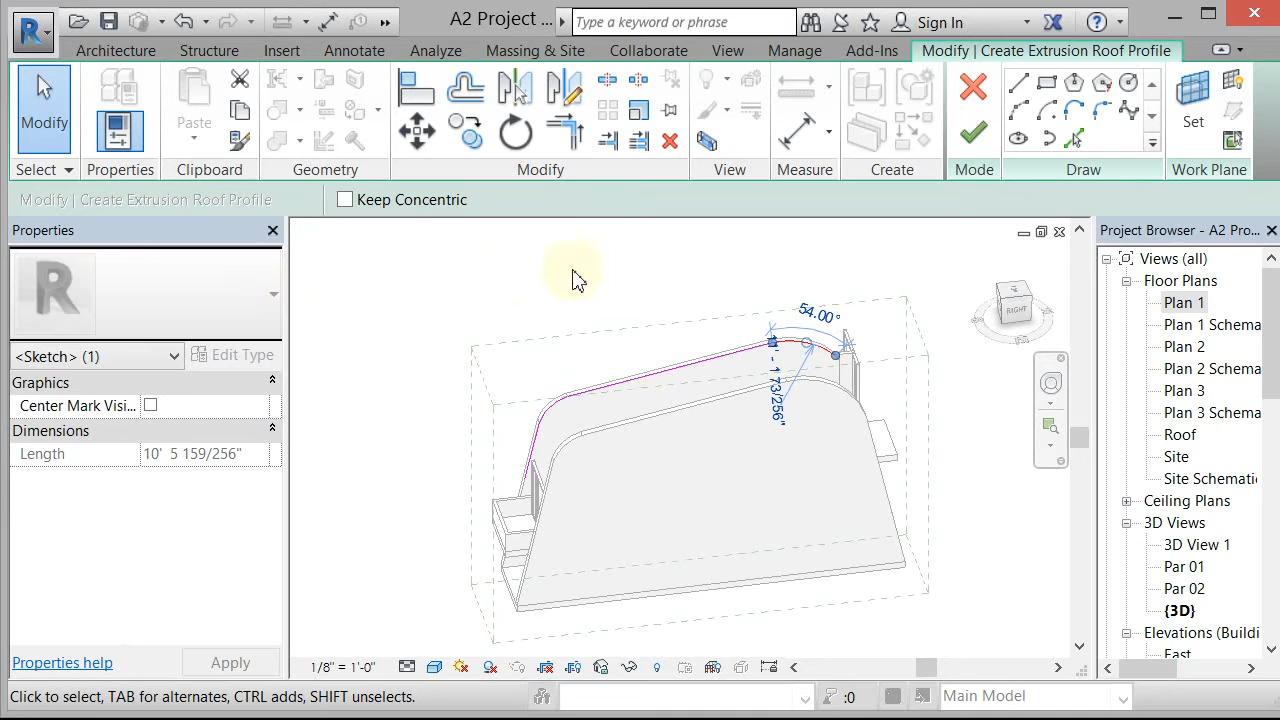 A2 Project ...
Type a keyword or phrase
Sign In
Architecture
Structure
Insert
Annotate
Analyze
Massing & Site
Collaborate
View
Manage
Add-Ins
Modify | Create Extrusion Roof Profile
Modify
Paste
Set
Select
Properties
Clipboard
Geometry
Modify
View
Measure
Create
Mode
Draw
Work Plane
Modify | Create Extrusion Roof Profile
Keep Concentric
Properties
Project Browser - A2 Pro...
<Sketch> (1)
Edit Type
Graphics
Center Mark Visi...
Dimensions
Length
10' 5 159/256"
Properties help
Apply
54.00°
RIGHT
Views (all)
Floor Plans
Plan 1
Plan 1 Schema
Plan 2
Plan 2 Schema
Plan 3
Plan 3 Schema
Roof
Site
Site Schemati
Ceiling Plans
3D Views
3D View 1
Par 01
Par 02
{3D}
Elevations (Buildi
East
1/8" = 1'-0"
Click to select, TAB for alternates, CTRL adds, SHIFT unselects.
:0
Main Model